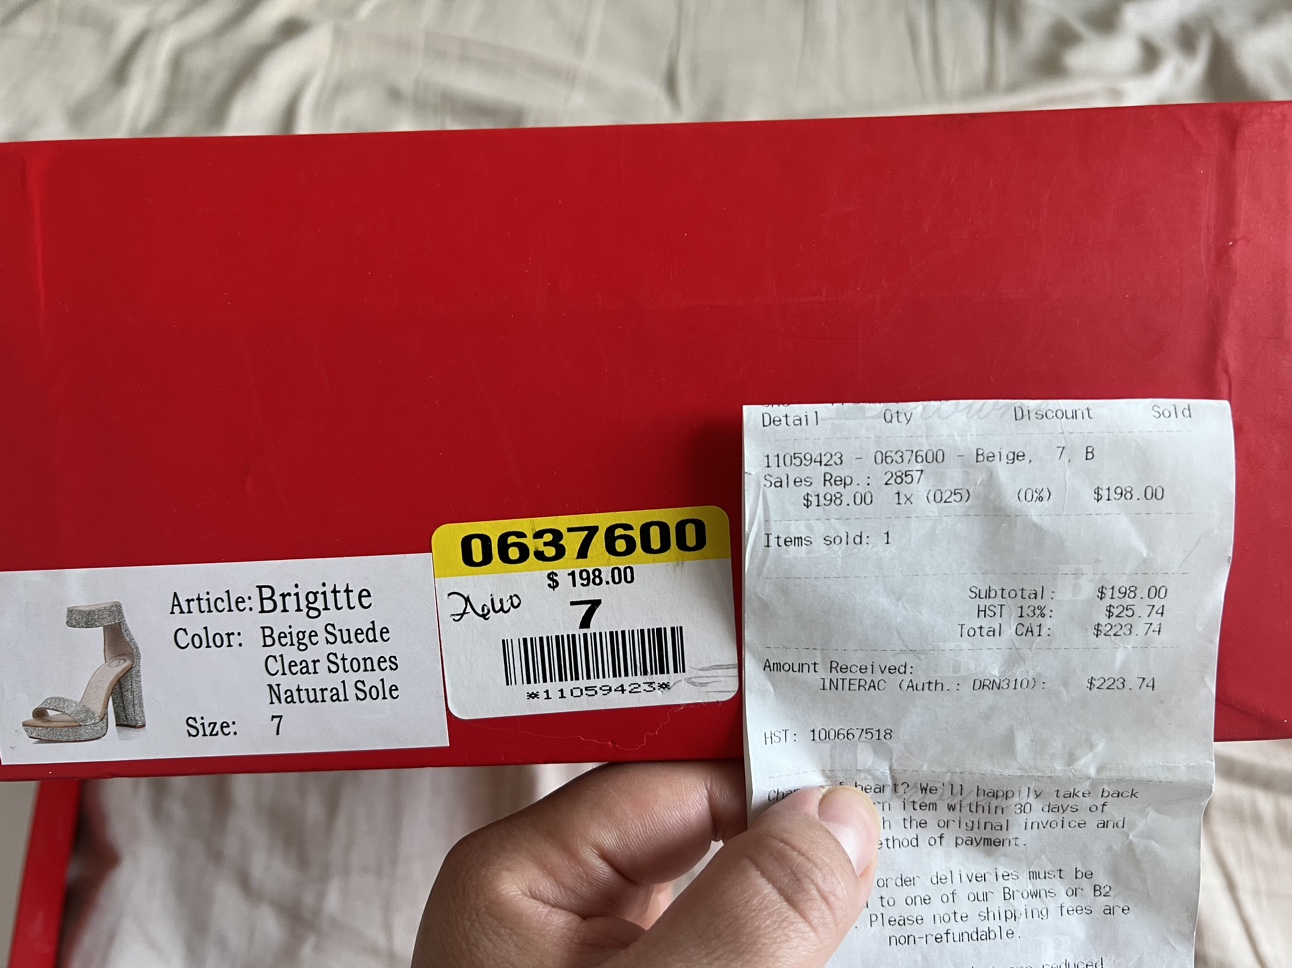 Article: Brigitte
Color: Beige Suede
Clear Stones
Natural Sole
Size: 7
0637600
$ 198.00
7
*11059423*
Detail Qty Discount Sold
11059423 - 0637600 - Beige, 7, B
Sales Rep.: 2857
$198.00 1x (025) (0%) $198.00
Items sold: 1
Subtotal: $198.00
HST 13%: $25.74
Total CA1: $223.74
Amount Received:
INTERAC (Auth.: DRN310): $223.74
HST: 100667518
heart? We'll happily take back
item within 30 days of
the original invoice and
of payment.
order deliveries must be
to one of our Browns or B2
. Please note shipping fees are
non-refundable.
reduced